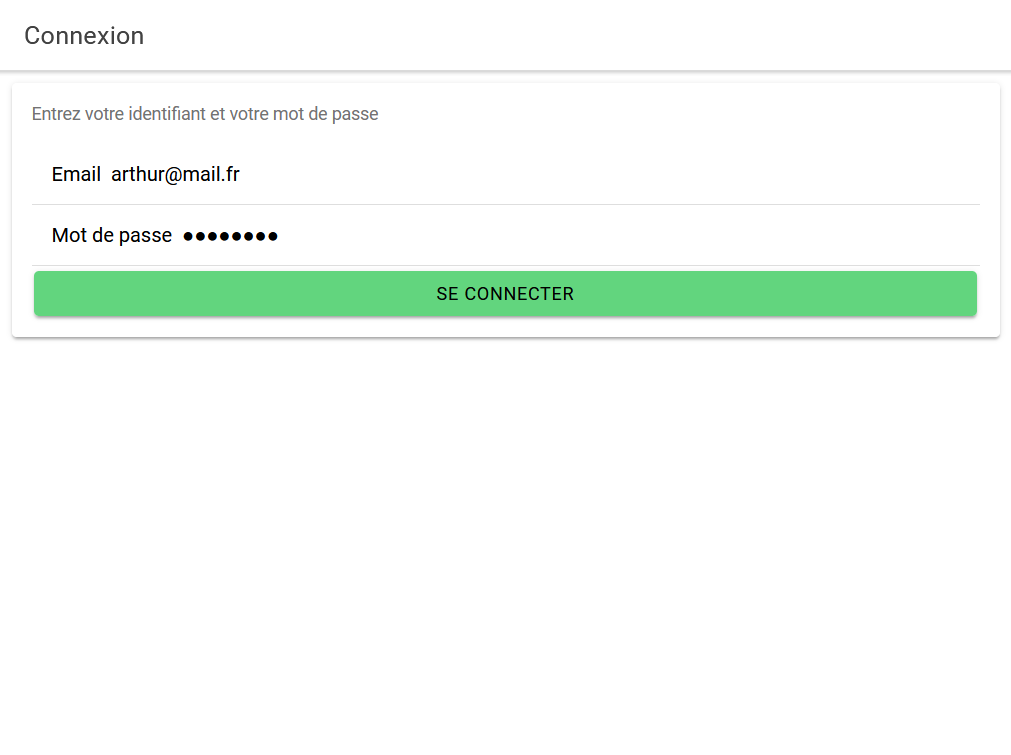 Connexion
Entrez votre identifiant et votre mot de passe
Email arthur@mail.fr
Mot de passe ●●●●●●●●
SE CONNECTER